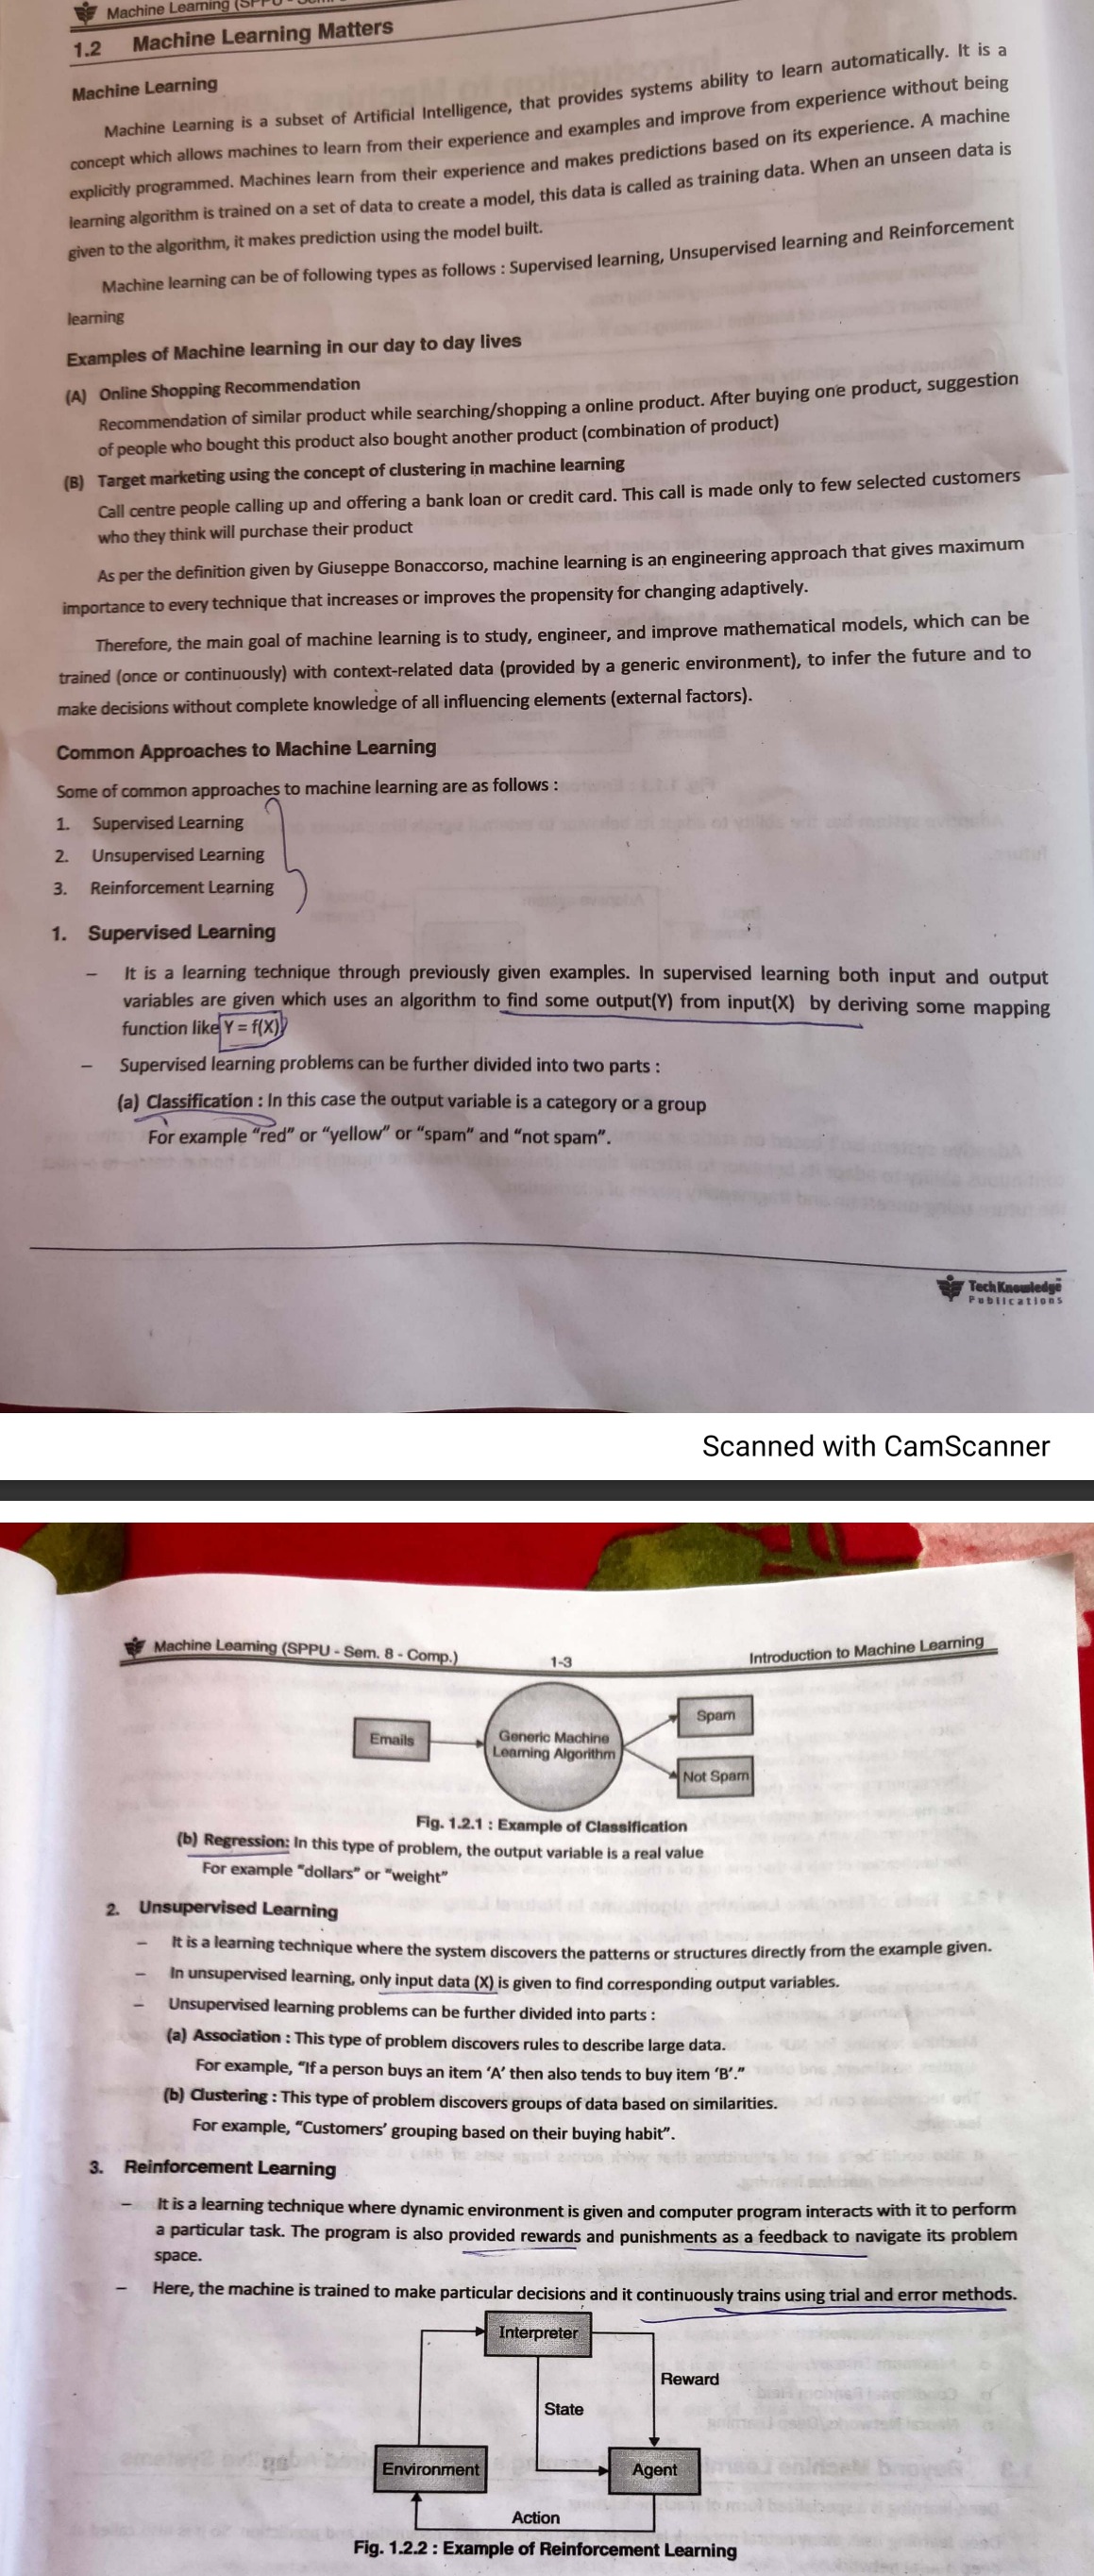 Machine Learning (SPPU - Sem.
1.2 Machine Learning Matters
Machine Learning
Machine Learning is a subset of Artificial Intelligence, that provides systems ability to learn automatically. It is a
concept which allows machines to learn from their experience and examples and improve from experience without being
explicitly programmed. Machines learn from their experience and makes predictions based on its experience. A machine
learning algorithm is trained on a set of data to create a model, this data is called as training data. When an unseen data is
given to the algorithm, it makes prediction using the model built.
Machine learning can be of following types as follows : Supervised learning, Unsupervised learning and Reinforcement
learning
Examples of Machine learning in our day to day lives
(A) Online Shopping Recommendation
Recommendation of similar product while searching/shopping a online product. After buying one product, suggestion
of people who bought this product also bought another product (combination of product)
(B) Target marketing using the concept of clustering in machine learning
Call centre people calling up and offering a bank loan or credit card. This call is made only to few selected customers
who they think will purchase their product
As per the definition given by Giuseppe Bonaccorso, machine learning is an engineering approach that gives maximum
importance to every technique that increases or improves the propensity for changing adaptively.
Therefore, the main goal of machine learning is to study, engineer, and improve mathematical models, which can be
trained (once or continuously) with context-related data (provided by a generic environment), to infer the future and to
make decisions without complete knowledge of all influencing elements (external factors).
Common Approaches to Machine Learning
Some of common approaches to machine learning are as follows :
1. Supervised Learning
2. Unsupervised Learning
3. Reinforcement Learning
1. Supervised Learning
– It is a learning technique through previously given examples. In supervised learning both input and output
variables are given which uses an algorithm to find some output(Y) from input(X) by deriving some mapping
function like Y = f(X)
– Supervised learning problems can be further divided into two parts :
(a) Classification : In this case the output variable is a category or a group
For example "red" or "yellow" or "spam" and "not spam".
TechKnowledge
Publications
Scanned with CamScanner
Machine Learning (SPPU - Sem. 8 - Comp.)
1-3
Introduction to Machine Learning
Emails
Generic Machine
Learning Algorithm
Spam
Not Spam
Fig. 1.2.1 : Example of Classification
(b) Regression: In this type of problem, the output variable is a real value
For example "dollars" or "weight"
2. Unsupervised Learning
– It is a learning technique where the system discovers the patterns or structures directly from the example given.
– In unsupervised learning, only input data (X) is given to find corresponding output variables.
– Unsupervised learning problems can be further divided into parts :
(a) Association : This type of problem discovers rules to describe large data.
For example, "If a person buys an item 'A' then also tends to buy item 'B'."
(b) Clustering : This type of problem discovers groups of data based on similarities.
For example, "Customers' grouping based on their buying habit".
3. Reinforcement Learning
– It is a learning technique where dynamic environment is given and computer program interacts with it to perform
a particular task. The program is also provided rewards and punishments as a feedback to navigate its problem
space.
– Here, the machine is trained to make particular decisions and it continuously trains using trial and error methods.
Interpreter
Reward
State
Environment
Agent
Action
Fig. 1.2.2 : Example of Reinforcement Learning